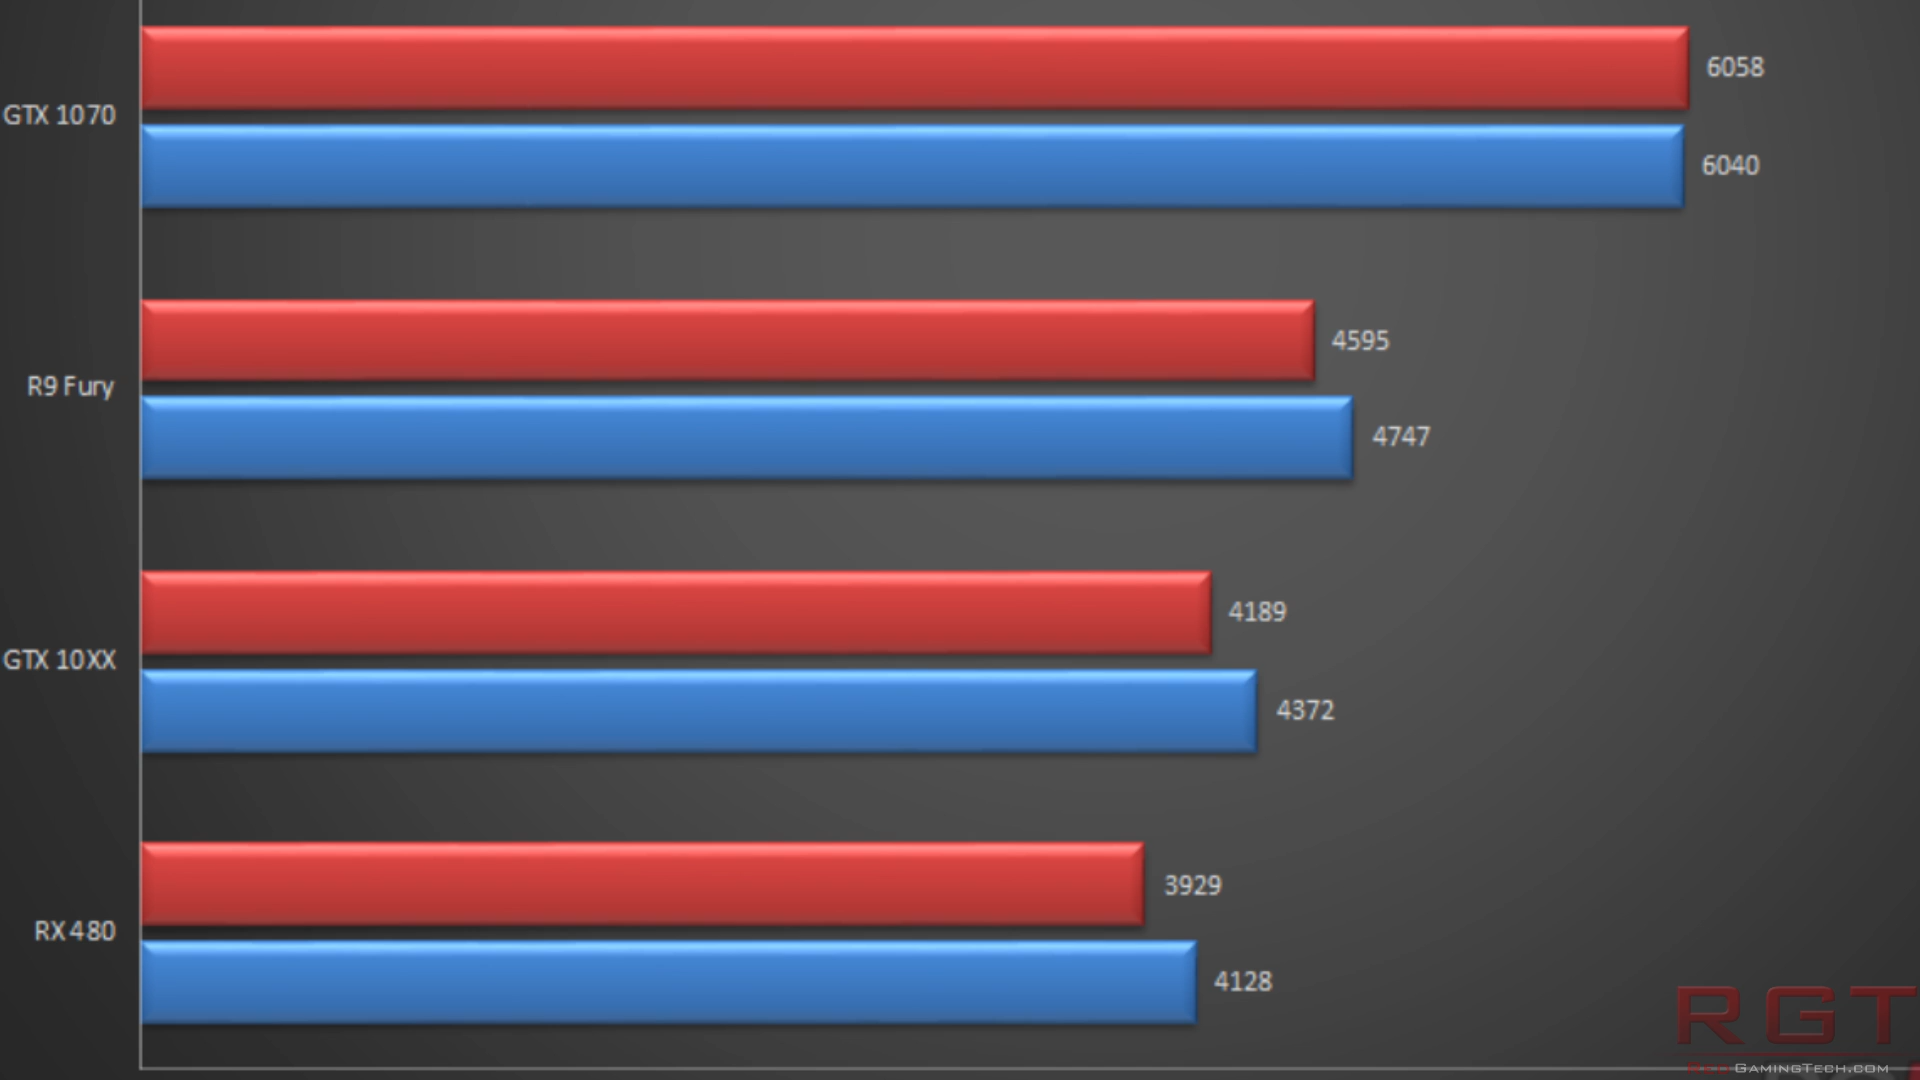 GTX 1070
6058
6040
R9 Fury
4595
4747
GTX 10XX
4189
4372
RX 480
3929
4128
RGT
RED GAMINGTECH.COM